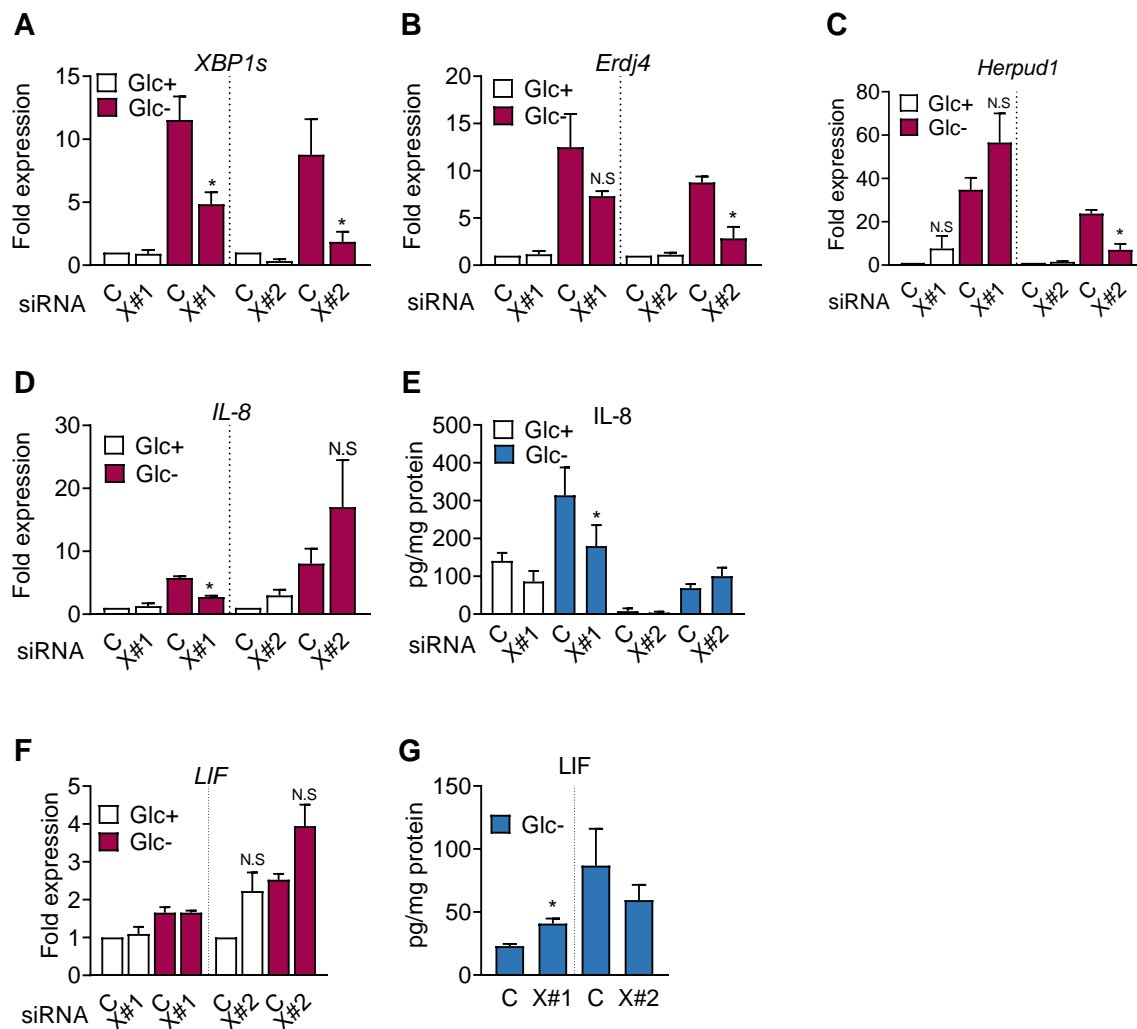 A
XBP1s
Fold expression
15
10
5
0
Glc+
Glc-
*
*
siRNA
C X#1 C X#1 C X#2 C X#2
B
Erdj4
Fold expression
20
15
10
5
0
Glc+
Glc-
N.S
*
siRNA
C X#1 C X#1 C X#2 C X#2
C
Herpud1
Fold expression
80
60
40
20
0
Glc+
Glc-
N.S
N.S
*
siRNA
C X#1 C X#1 C X#2 C X#2
D
IL-8
Fold expression
30
20
10
0
Glc+
Glc-
*
N.S
siRNA
C X#1 C X#1 C X#2 C X#2
E
IL-8
pg/mg protein
500
400
300
200
100
0
Glc+
Glc-
*
siRNA
C X#1 C X#1 C X#2 C X#2
F
LIF
Fold expression
5
4
3
2
1
0
Glc+
Glc-
N.S
N.S
siRNA
C X#1 C X#1 C X#2 C X#2
G
LIF
pg/mg protein
150
100
50
0
Glc-
*
C X#1 C X#2